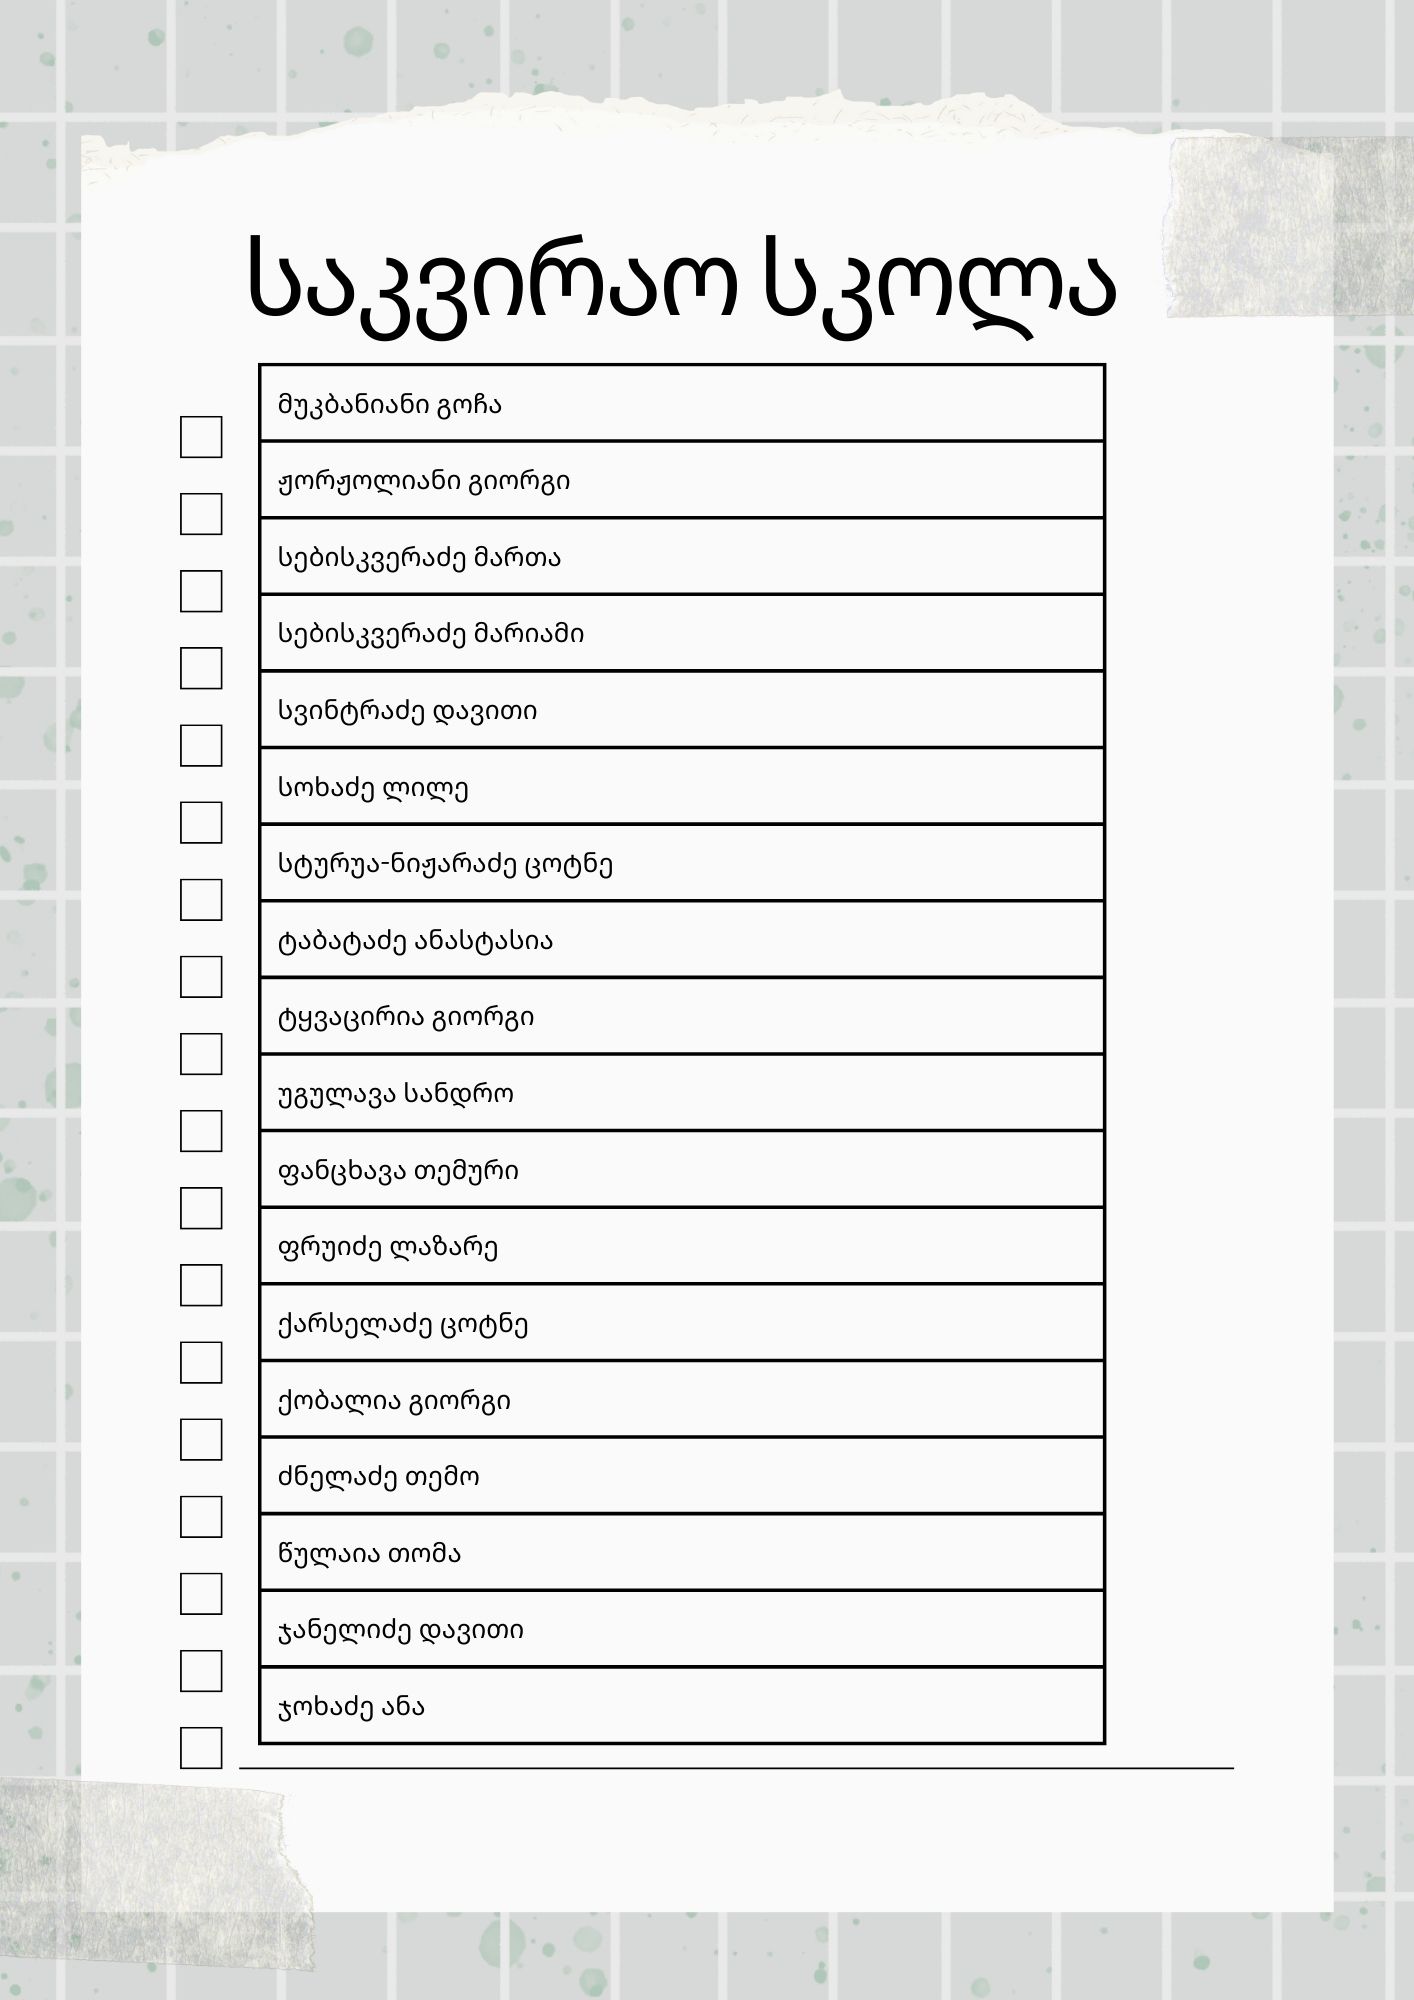 საკვირაო სკოლა
მუკბანიანი გოჩა
ჟორჟოლიანი გიორგი
სებისკვერაძე მართა
სებისკვერაძე მარიამი
სვინტრაძე დავითი
სოხაძე ლილე
სტურუა-ნიჟარაძე ცოტნე
ტაბატაძე ანასტასია
ტყვაცირია გიორგი
უგულავა სანდრო
ფანცხავა თემური
ფრუიძე ლაზარე
ქარსელაძე ცოტნე
ქობალია გიორგი
ძნელაძე თემო
წულაია თომა
ჯანელიძე დავითი
ჯოხაძე ანა